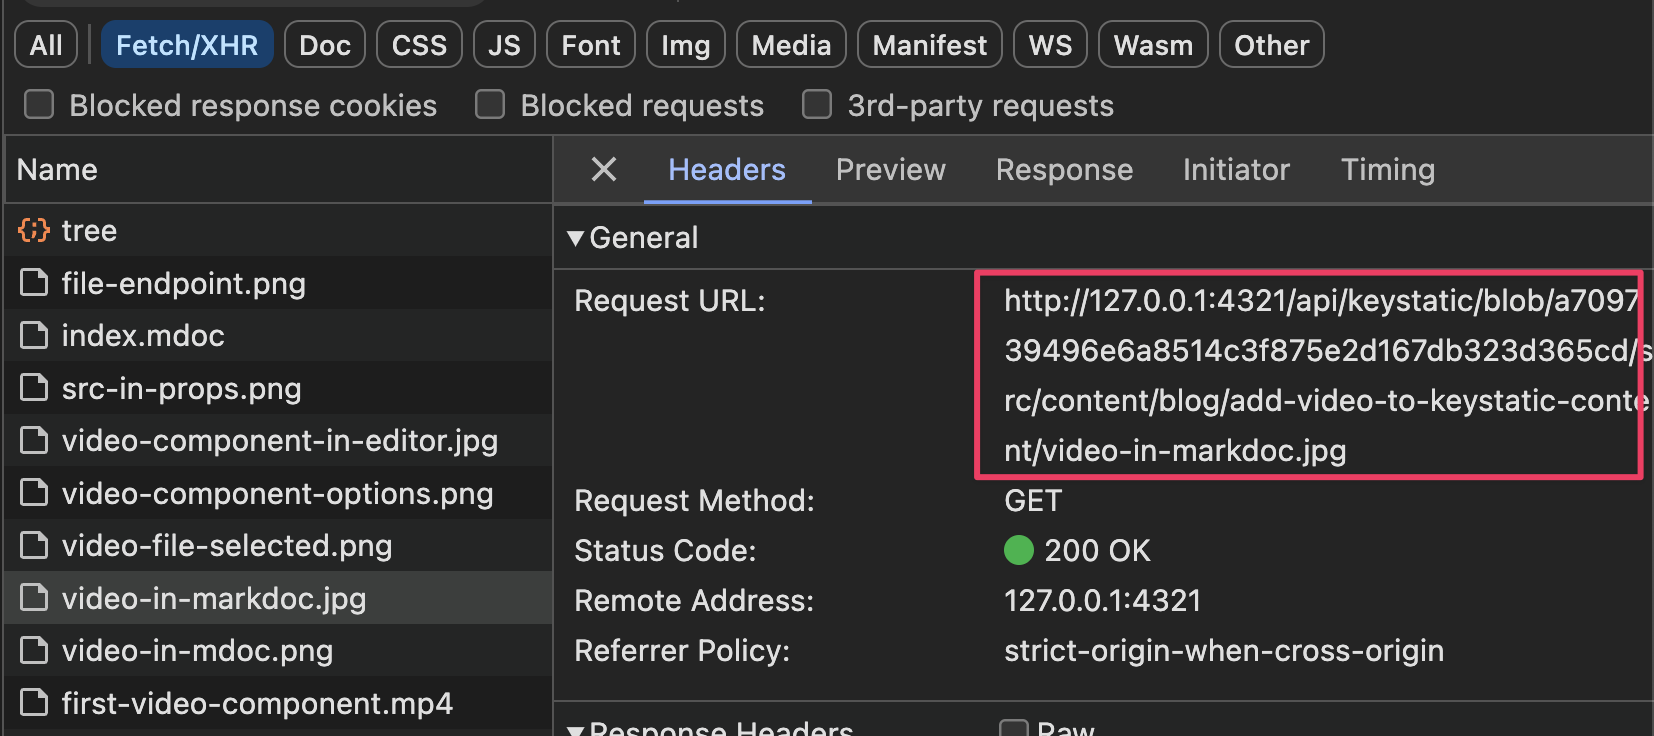 All Fetch/XHR Doc CSS JS Font Img Media Manifest WS Wasm Other
Blocked response cookies Blocked requests 3rd-party requests
Name
tree
file-endpoint.png
index.mdoc
src-in-props.png
video-component-in-editor.jpg
video-component-options.png
video-file-selected.png
video-in-markdoc.jpg
video-in-mdoc.png
first-video-component.mp4
Headers Preview Response Initiator Timing
General
Request URL: http://127.0.0.1:4321/api/keystatic/blob/a7097
39496e6a8514c3f875e2d167db323d365cd/s
rc/content/blog/add-video-to-keystatic-conte
nt/video-in-markdoc.jpg
Request Method: GET
Status Code: 200 OK
Remote Address: 127.0.0.1:4321
Referrer Policy: strict-origin-when-cross-origin
Response Headers Raw